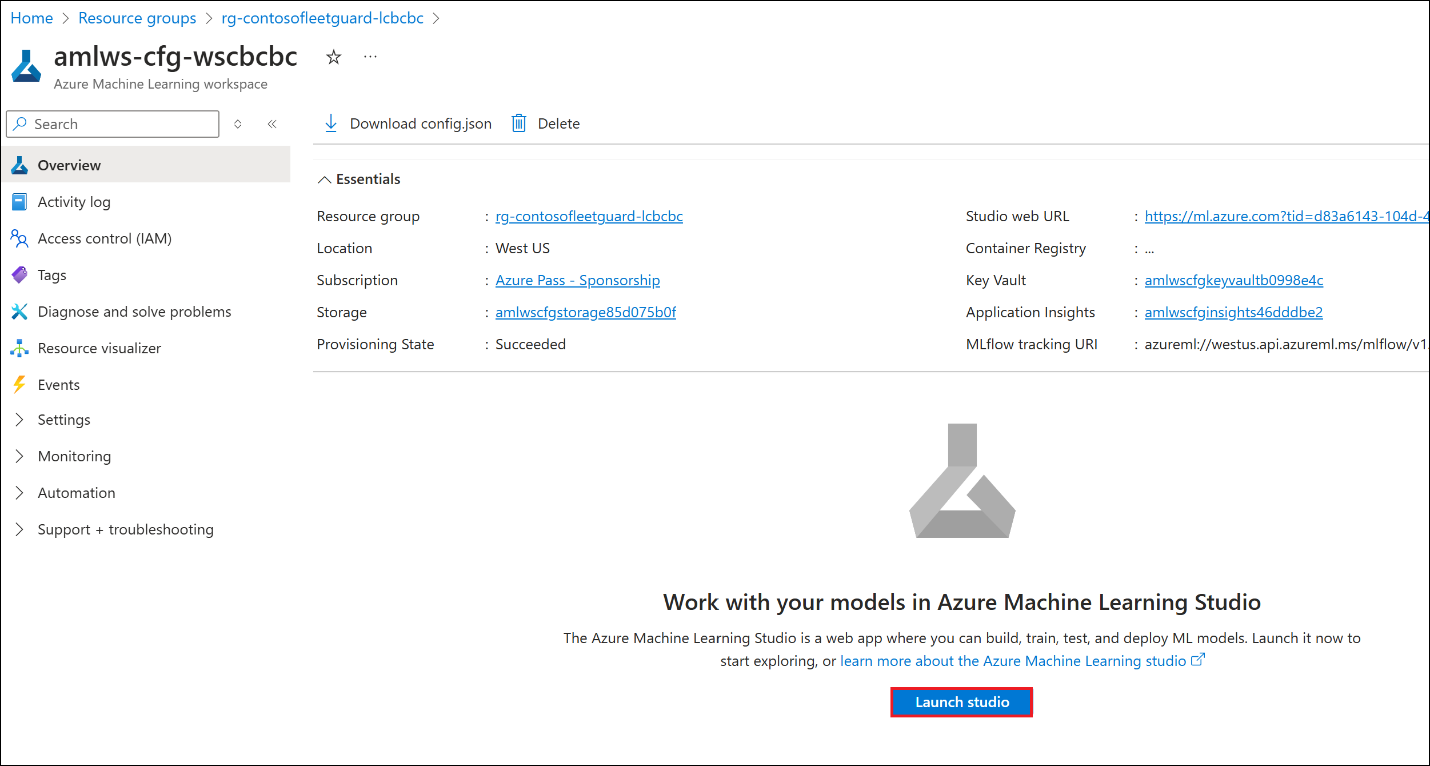 Home > Resource groups > rg-contosofleetguard-lcbcbc >
amlws-cfg-wscbcbc
Azure Machine Learning workspace
Search
Download config.json Delete
Overview
Activity log
Access control (IAM)
Tags
Diagnose and solve problems
Resource visualizer
Events
Settings
Monitoring
Automation
Support + troubleshooting
Essentials
Resource group : rg-contosofleetguard-lcbcbc
Location : West US
Subscription : Azure Pass - Sponsorship
Storage : amlwscfgstorage85d075b0f
Provisioning State : Succeeded
Studio web URL : https://ml.azure.com?tid=d83a6143-104d-4
Container Registry : ...
Key Vault : amlwscfgkeyvaultb0998e4c
Application Insights : amlwscfginsights46dddbe2
MLflow tracking URI : azureml://westus.api.azureml.ms/mlflow/v1.
Work with your models in Azure Machine Learning Studio
The Azure Machine Learning Studio is a web app where you can build, train, test, and deploy ML models. Launch it now to
start exploring, or learn more about the Azure Machine Learning studio
Launch studio